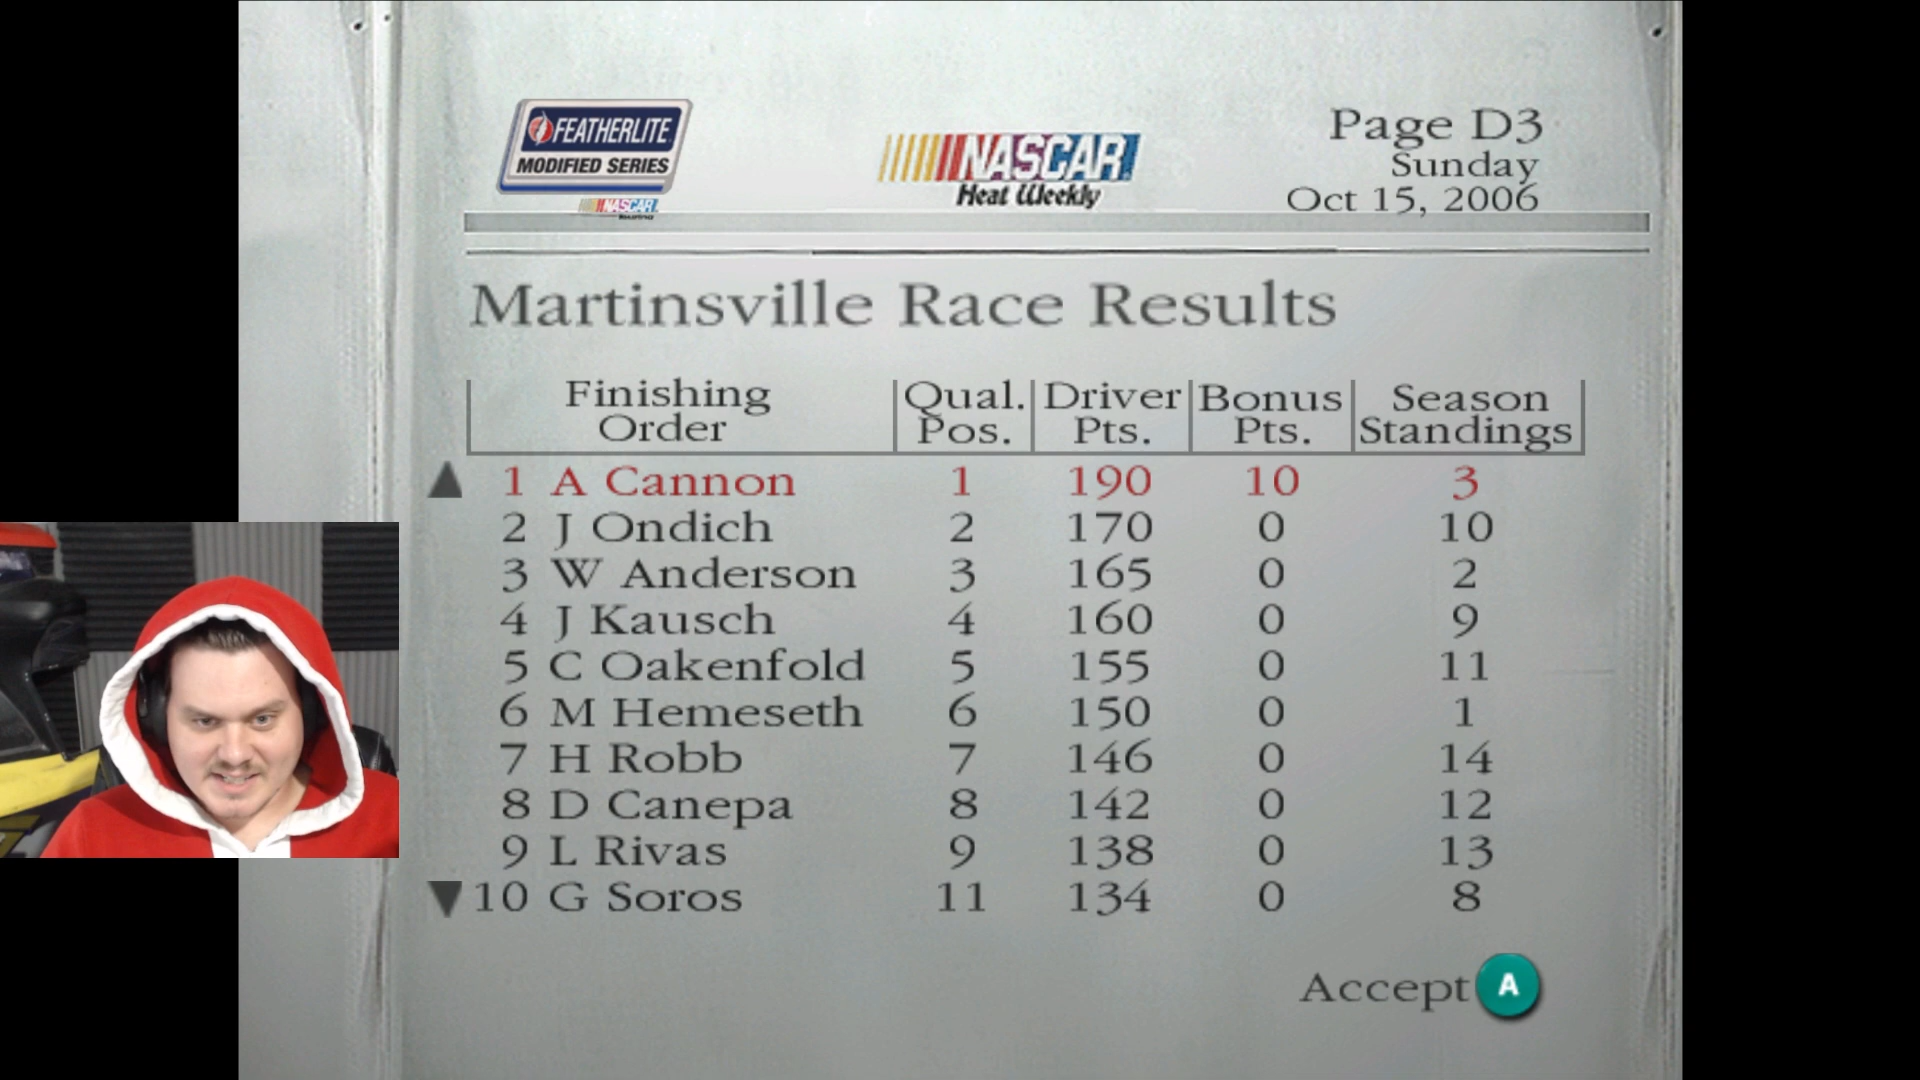 FEATHERLITE
MODIFIED SERIES
NASCAR
NASCAR
Heat Weekly
Page D3
Sunday
Oct 15, 2006
Martinsville Race Results
Finishing Order Qual. Pos. Driver Pts. Bonus Pts. Season Standings
1 A Cannon 1 190 10 3
2 J Ondich 2 170 0 10
3 W Anderson 3 165 0 2
4 J Kausch 4 160 0 9
5 C Oakenfold 5 155 0 11
6 M Hemeseth 6 150 0 1
7 H Robb 7 146 0 14
8 D Canepa 8 142 0 12
9 L Rivas 9 138 0 13
10 G Soros 11 134 0 8
Accept A